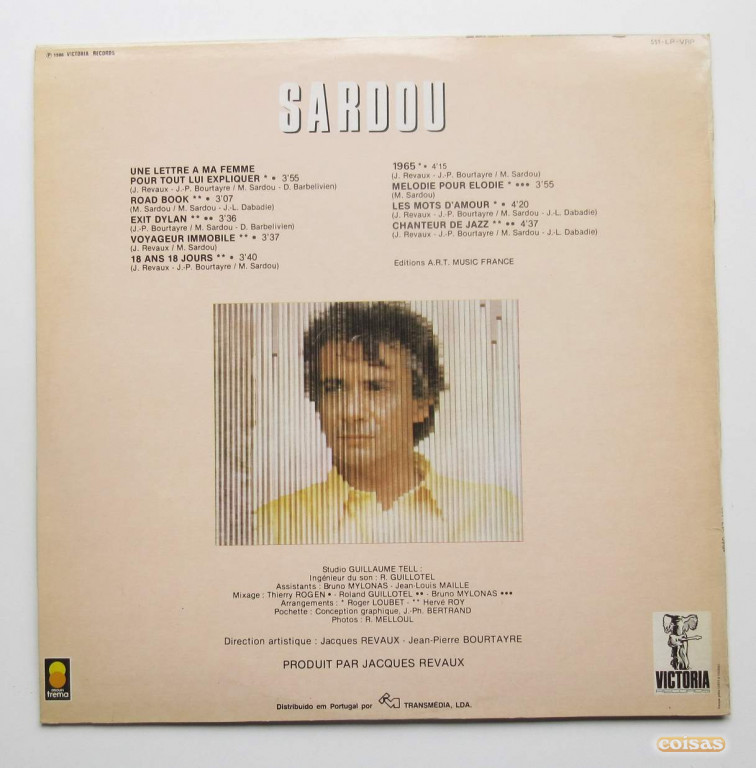 ℗ 1986 VICTORIA RECORDS
SARDOU
UNE LETTRE A MA FEMME
POUR TOUT LUI EXPLIQUER * • 3'55
(J. Revaux - J.-P. Bourtayre / M. Sardou - D. Barbelivien)
ROAD BOOK ** • 3'07
(M. Sardou / M. Sardou - J.-L. Dabadie)
EXIT DYLAN ** •• 3'36
(J.-P. Bourtayre / M. Sardou - D. Barbelivien)
VOYAGEUR IMMOBILE ** • 3'37
(J. Revaux / M. Sardou)
18 ANS 18 JOURS ** • 3'40
(J. Revaux - J.-P. Bourtayre / M. Sardou)
1965 * • 4'15
(J. Revaux - J.-P. Bourtayre / M. Sardou)
MELODIE POUR ELODIE * ••• 3'55
(M. Sardou)
LES MOTS D'AMOUR * • 4'20
(J. Revaux - J.-P. Bourtayre / M. Sardou - J.-L. Dabadie)
CHANTEUR DE JAZZ ** •• 4'37
(J. Revaux - J.-P. Bourtayre / M. Sardou - J.-L. Dabadie)
Editions A.R.T. MUSIC FRANCE
Studio GUILLAUME TELL :
Ingénieur du son : R. GUILLOTEL
Assistants : Bruno MYLONAS - Jean-Louis MAILLE
Mixage : Thierry ROGEN • - Roland GUILLOTEL •• - Bruno MYLONAS •••
Arrangements : * Roger LOUBET - ** Hervé ROY
Pochette : Conception graphique, J.-Ph. BERTRAND
Photos : R. MELLOUL
Direction artistique : Jacques REVAUX - Jean-Pierre BOURTAYRE
PRODUIT PAR JACQUES REVAUX
disques
trema
VICTORIA
RECORDS
Distribuído em Portugal por TRANSMÉDIA, LDA.
coisas